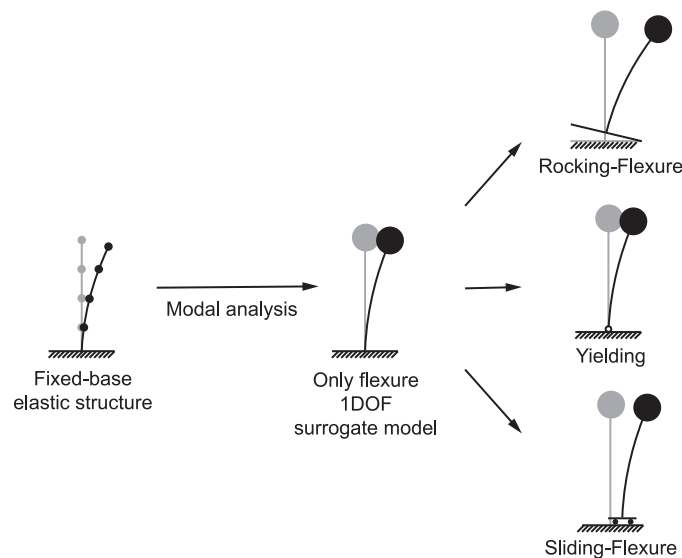 Fixed-base
elastic structure
Modal analysis
Only flexure
1DOF
surrogate model
Rocking-Flexure
Yielding
Sliding-Flexure